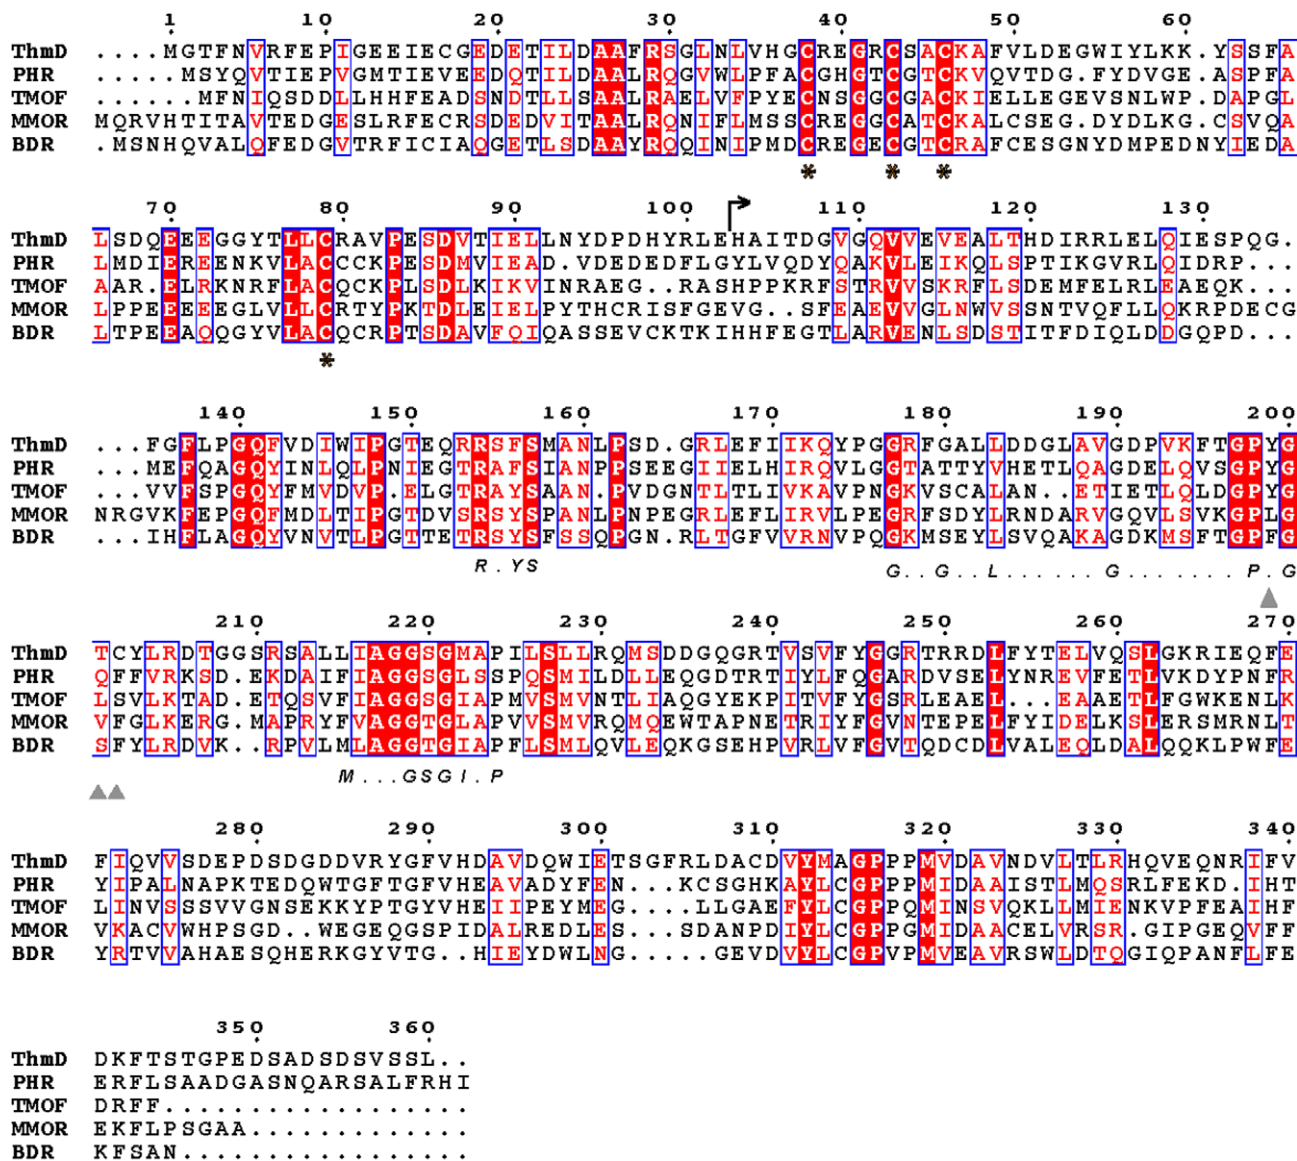 1 10 20 30 40 50 60
ThmD ....MGTFNVRFEPIGEEIECGEDETILDAAFRSGLNLVHGCREGRCSACKAFVLDEGWIYLKK.YSSFA
PHR .....MSYQVTIEPVGMTIEVEEDQTILDAALRQGVWLPFACGHGTCGTCKVQVTDG.FYDVGE.ASPFA
TMOF ......MFNIQSDDLLHHFEADSNDTLLSAALRAELVFPYECNSGGCGACKIELLEGEVSNLWP.DAPGL
MMOR MQRVHTITAVTEDGESLRFECRSDEDVITAALRQNIFLMSSCREGGCATCKALCSEG.DYDLKG.CSVQA
BDR .MSNHQVALQFEDGVTRFICIAQGETLSDAAYRQQINIPMDCREGECGTCRAFCESGNYDMPEDNYIEDA
* * *
70 80 90 100 110 120 130
ThmD LSDQEEEGGYTLLCRAVPESDVTIELLNYDPDHYRLEHAITDGVGQVVEVEALTHDIRRLELQIESPQG.
PHR LMDIEREENKVLACCCKPESDMVIEAD.VDEDEDFLGYLVQDYQAKVLEIKQLSPTIKGVRLQIDRP...
TMOF AAR.ELRKNRFLACQCKPLSDLKIKVINRAEG..RASHPPKRFSTRVVSKRFLSDEMFELRLEAEQK...
MMOR LPPEEEEEGLVLLCRTYPKTDLEIELPYTHCRISFGEVG..SFEAEVVGLNWVSSNTVQFLLQKRPDECG
BDR LTPEEAQQGYVLACQCRPTSDAVFQIQASSEVCKTKIHHFEGTLARVENLSDSTITFDIQLDDGQPD...
*
140 150 160 170 180 190 200
ThmD ...FGFLPGQFVDIWIPGTEQRRSFSMANLPSD.GRLEFIIKQYPGGRFGALLDDGLAVGDPVKFTGPYG
PHR ...MEFQAGQYINLQLPNIEGTRAFSIANPPSEEGIIELHIRQVLGGTATTYVHETLQAGDELQVSGPYG
TMOF ...VVFSPGQYFMVDVP.ELGTRAYSAAN.PVDGNTLTLIVKAVPNGKVSCALAN..ETIETLQLDGPYG
MMOR NRGVKFEPGQFMDLTIPGTDVSRSYSPANLPNPEGRLEFLIRVLPEGRFSDYLRNDARVGQVLSVKGPLG
BDR ...IHFLAGQYVNVTLPGTTETRSYSFSSQPGN.RLTGFVVRNVPQGKMSEYLSVQAKAGDKMSFTGPFG
R.YS G..G..L......G.......P.G
210 220 230 240 250 260 270
ThmD TCYLRDTGGSRSALLIAGGSGMAPILSLLRQMSDDGQGRTVSVFYGGRTRRDLFYTELVQSLGKRIEQFE
PHR QFFVRKSD.EKDAIFIAGGSGLSSPQSMILDLLEQGDTRTIYLFQGARDVSELYNREVFETLVKDYPNFR
TMOF LSVLKTAD.ETQSVFIAGGSGIAPMVSMVNTLIAQGYEKPITVFYGSRLEAEL..EAAETLFGWKENLK
MMOR VFGLKERG.MAPRYFVAGGTGLAPVVSMVRQMQEWTAPNETRIYFGVNTEPELFYIDELKSLERSMRNLT
BDR SFYLRDVK..RPVLMLAGGTGIAPFLSMLQVLEQKGSEHPVRLVFGVTQDCDLVALEQLDALQQKLPWFE
M...GSGI.P
280 290 300 310 320 330 340
ThmD FIQVVSDEPDSDGDDVRYGFVHDAVDQWIETSGFRLDACDVYMAGPPPMVDAVNDVLTLRHQVEQNRIFV
PHR YIPALNAPKTEDQWTGFTGFVHEAVADYFEN...KCSGHKAYLCGPPPMIDAAISTLMQSRLFEKD.IHT
TMOF LINVSSSVVGNSEKKYPTGYVHEIIPEYMEG....LLGAEFYLCGPPQMINSVQKLLMIENKVPFEAIHF
MMOR VKACVWHPSGD..WEGEQGSPIDALREDLES...SDANPDIYLCGPPGMIDAACELVRSR.GIPGEQVFF
BDR YRTVVAHAESQHERKGYVTG..HIEYDWLNG.....GEVDVYLCGPVPMVEAVRSWLDTQGIQPANFLFE
350 360
ThmD DKFTSTGPEDSADSDSVSSL..
PHR ERFLSAADGASNQARSALFRHI
TMOF DRFF..................
MMOR EKFLPSGAA.............
BDR KFSAN.................